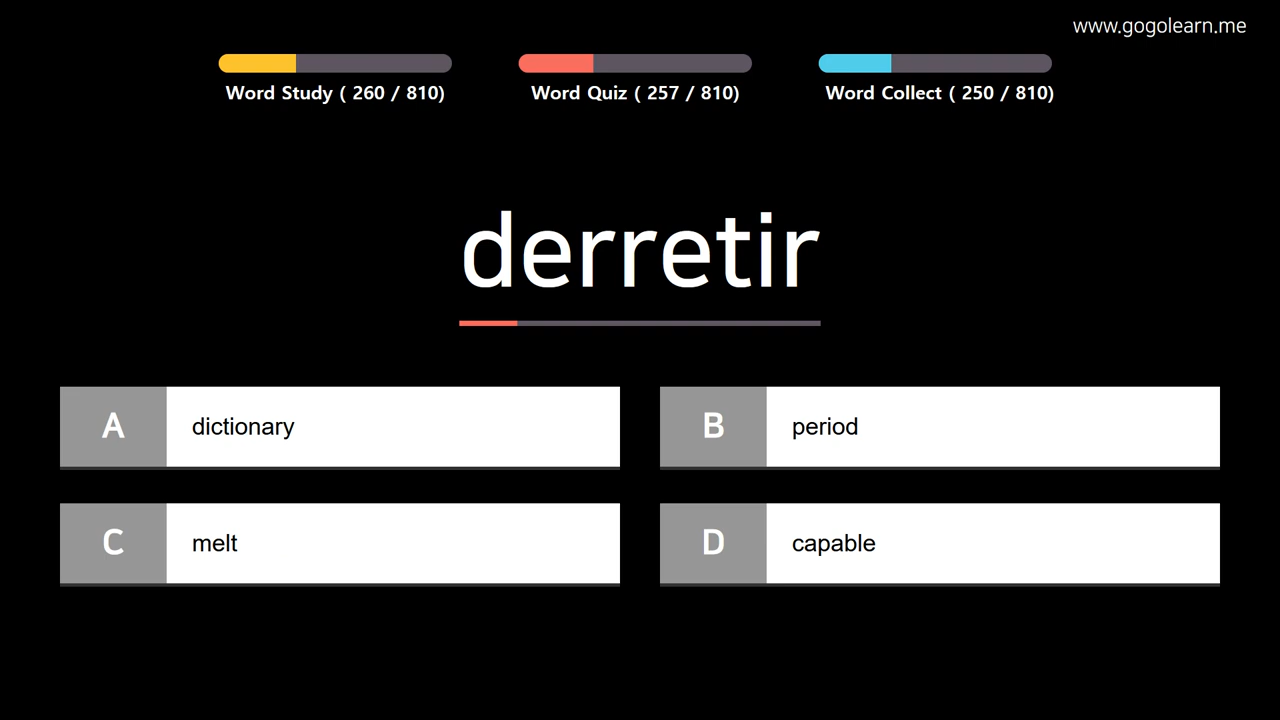 www.gogolearn.me
Word Study ( 260 / 810)
Word Quiz ( 257 / 810)
Word Collect ( 250 / 810)
derretir
A dictionary
B period
C melt
D capable